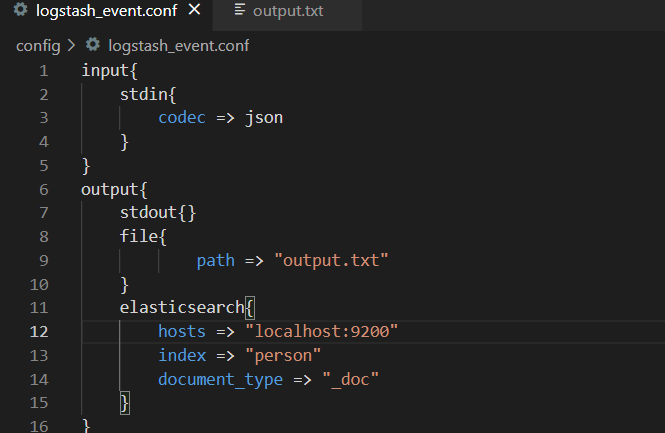 logstash_event.conf × output.txt
config > logstash_event.conf
1 input{
2 stdin{
3 codec => json
4 }
5 }
6 output{
7 stdout{}
8 file{
9 path => "output.txt"
10 }
11 elasticsearch{
12 hosts => "localhost:9200"
13 index => "person"
14 document_type => "_doc"
15 }
16 }